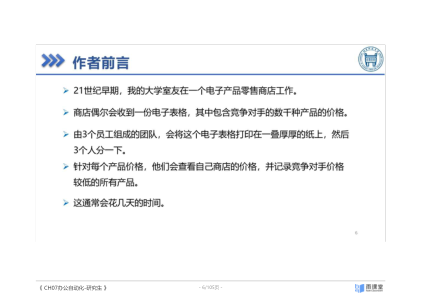 作者前言
21世纪早期，我的大学室友在一个电子产品零售商店工作。
商店偶尔会收到一份电子表格，其中包含竞争对手的数千种产品的价格。
由3个员工组成的团队，会将这个电子表格打印在一叠厚厚的纸上，然后
3个人分一下。
针对每个产品价格，他们会查看自己商店的价格，并记录竞争对手价格
较低的所有产品。
这通常会花几天的时间。
《CH07办公自动化-研究生》
雨课堂